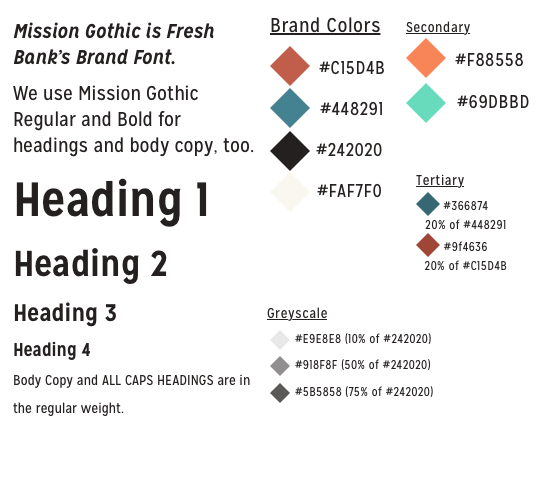 Mission Gothic is Fresh
Bank's Brand Font.
We use Mission Gothic
Regular and Bold for
headings and body copy, too.
Heading 1
Heading 2
Heading 3
Heading 4
Body Copy and ALL CAPS HEADINGS are in
the regular weight.
Brand Colors
#C15D4B
#448291
#242020
#FAF7F0
Secondary
#F88558
#69DBBD
Tertiary
#366874
20% of #448291
#9f4636
20% of #C15D4B
Greyscale
#E9E8E8 (10% of #242020)
#918F8F (50% of #242020)
#5B5858 (75% of #242020)